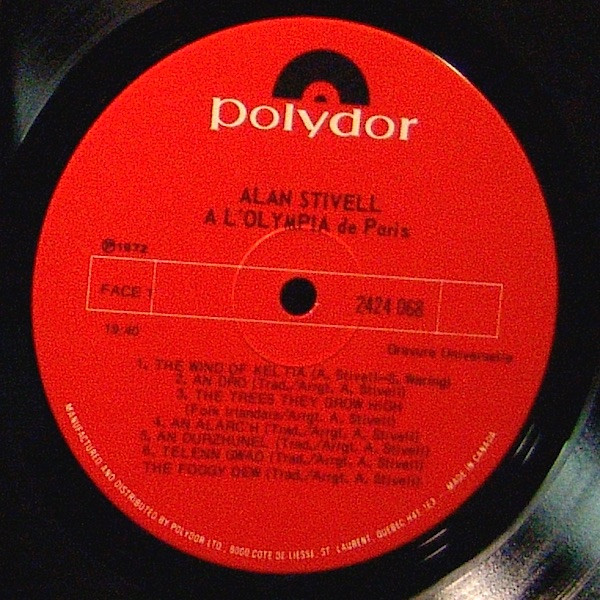 polydor
ALAN STIVELL
A L'OLYMPIA de Paris
℗1972
FACE 1
2424 068
19:40
Gravure Universelle
1. THE WIND OF KELTIA (A. Stivell-S. Waring)
2. AN DRO (Trad./Arrgt. A. Stivell)
3. THE TREES THEY GROW HIGH
(Folk Irlandais/Arrgt. A. Stivell)
4. AN ALARC'H (Trad./Arrgt. A. Stivell)
5. AN DURZHUNEL (Trad./Arrgt. A. Stivell)
6. TELENN GWAD (Trad./Arrgt. A. Stivell)
THE FOGGY DEW (Trad./Arrgt. A. Stivell)
MANUFACTURED AND DISTRIBUTED BY POLYDOR LTD., 6000 COTE DE LIESSE, ST. LAURENT, QUEBEC H4T 1E3 MADE IN CANADA